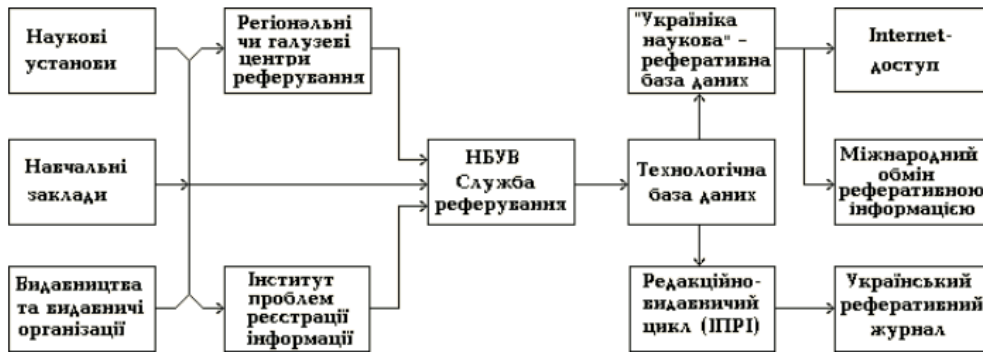 Наукові
установи
Регіональні
чи галузеві
центри
реферування
"Україніка
наукова" –
реферативна
база даних
Internet-
доступ
Навчальні
заклади
НБУВ
Служба
реферування
Технологічна
база даних
Міжнародний
обмін
реферативною
інформацією
Видавництва
та видавничі
організації
Інститут
проблем
реєстрації
інформації
Редакційно-
видавничий
цикл (ІПРІ)
Український
реферативний
журнал